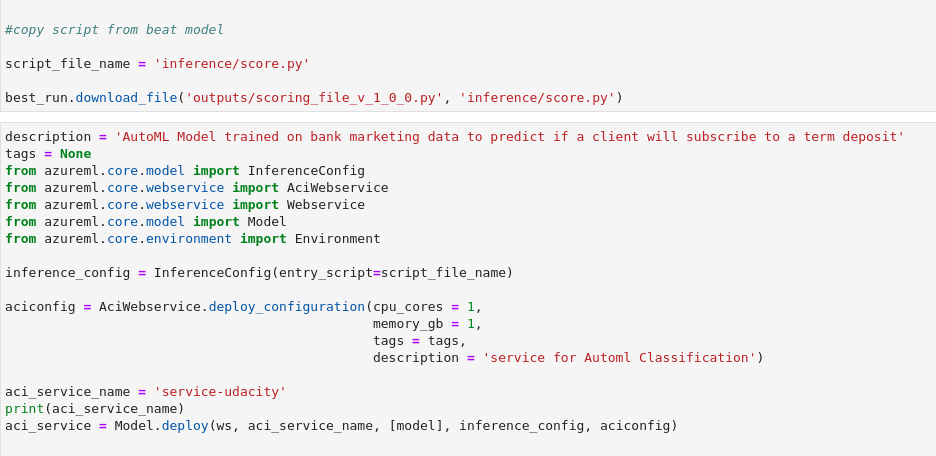 #copy script from beat model
script_file_name = 'inference/score.py'
best_run.download_file('outputs/scoring_file_v_1_0_0.py', 'inference/score.py')
description = 'AutoML Model trained on bank marketing data to predict if a client will subscribe to a term deposit'
tags = None
from azureml.core.model import InferenceConfig
from azureml.core.webservice import AciWebservice
from azureml.core.webservice import Webservice
from azureml.core.model import Model
from azureml.core.environment import Environment
inference_config = InferenceConfig(entry_script=script_file_name)
aciconfig = AciWebservice.deploy_configuration(cpu_cores = 1,
memory_gb = 1,
tags = tags,
description = 'service for Automl Classification')
aci_service_name = 'service-udacity'
print(aci_service_name)
aci_service = Model.deploy(ws, aci_service_name, [model], inference_config, aciconfig)